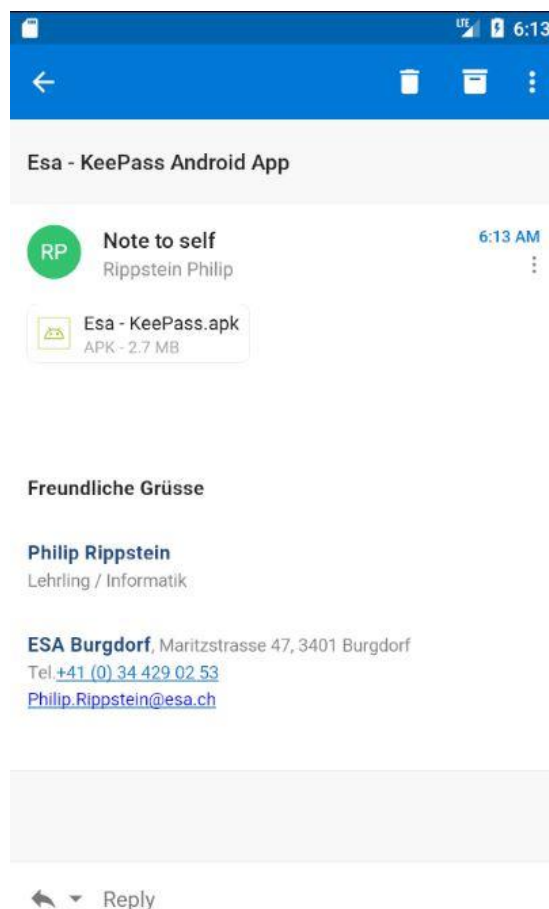 LTE 6:13
Esa - KeePass Android App
RP
Note to self
6:13 AM
Rippstein Philip
Esa - KeePass.apk
APK - 2.7 MB
Freundliche Grüsse
Philip Rippstein
Lehrling / Informatik
ESA Burgdorf, Maritzstrasse 47, 3401 Burgdorf
Tel.+41 (0) 34 429 02 53
Philip.Rippstein@esa.ch
Reply